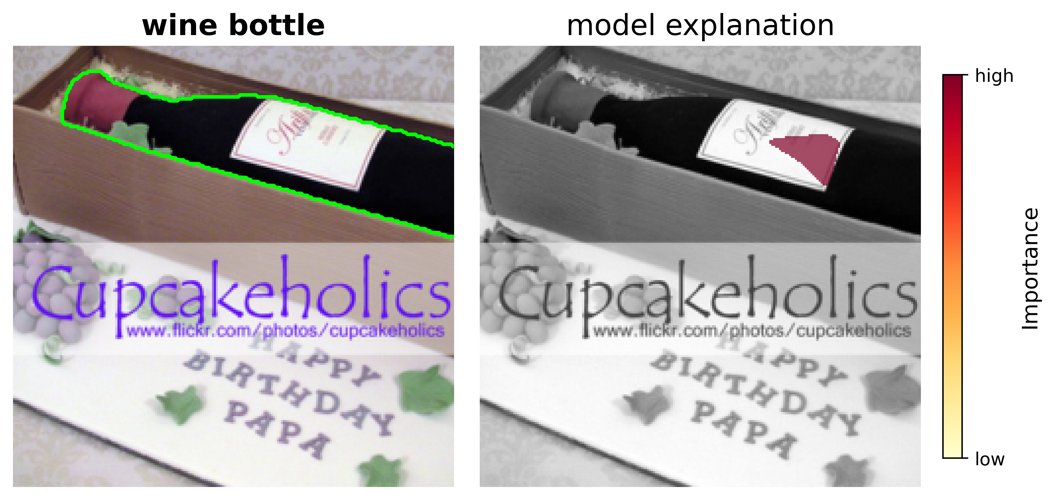 wine bottle
model explanation
Cupcakeholics
www.flickr.com/photos/cupcakeholics
HAPPY
BIRTHDAY
PAPA
Cupcakeholics
www.flickr.com/photos/cupcakeholics
HAPPY
BIRTHDAY
PAPA
high
Importance
low